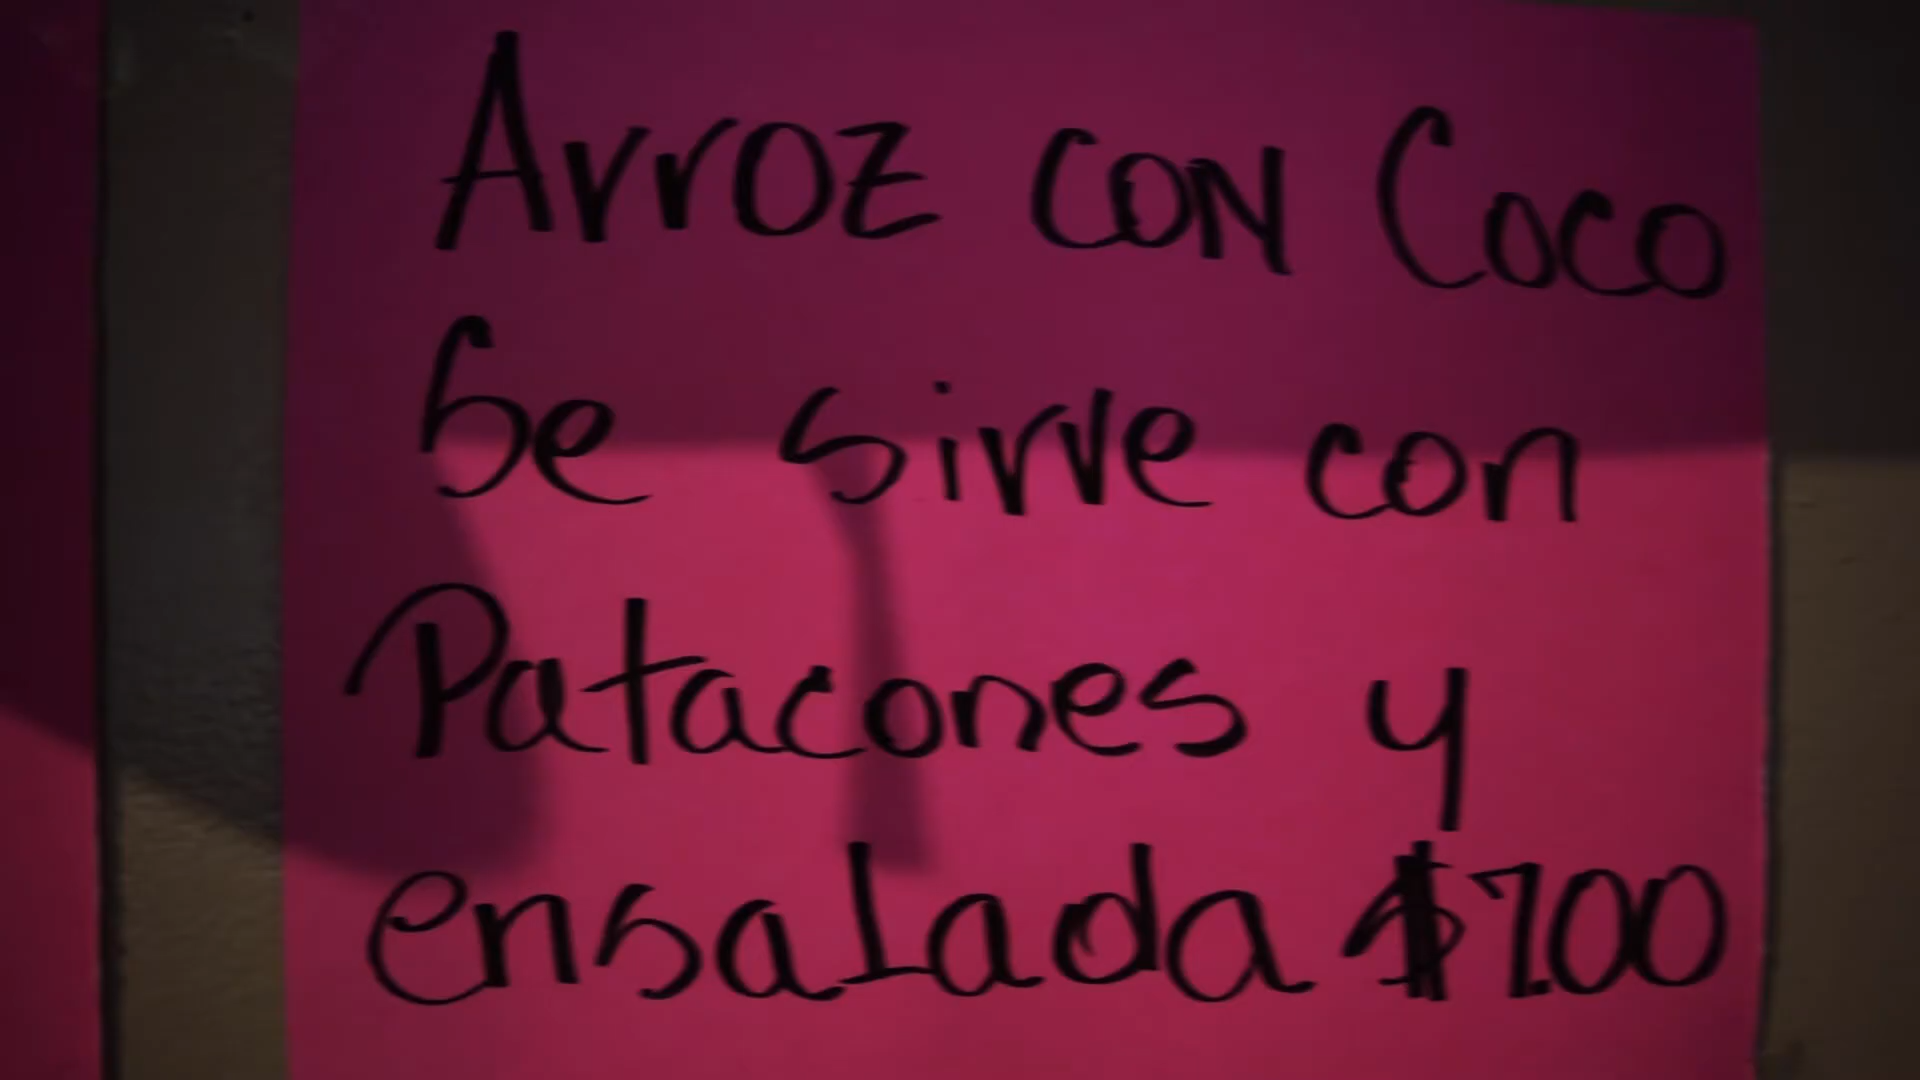 Arroz con Coco
Se sirve con
Patacones y
ensalada $7.00